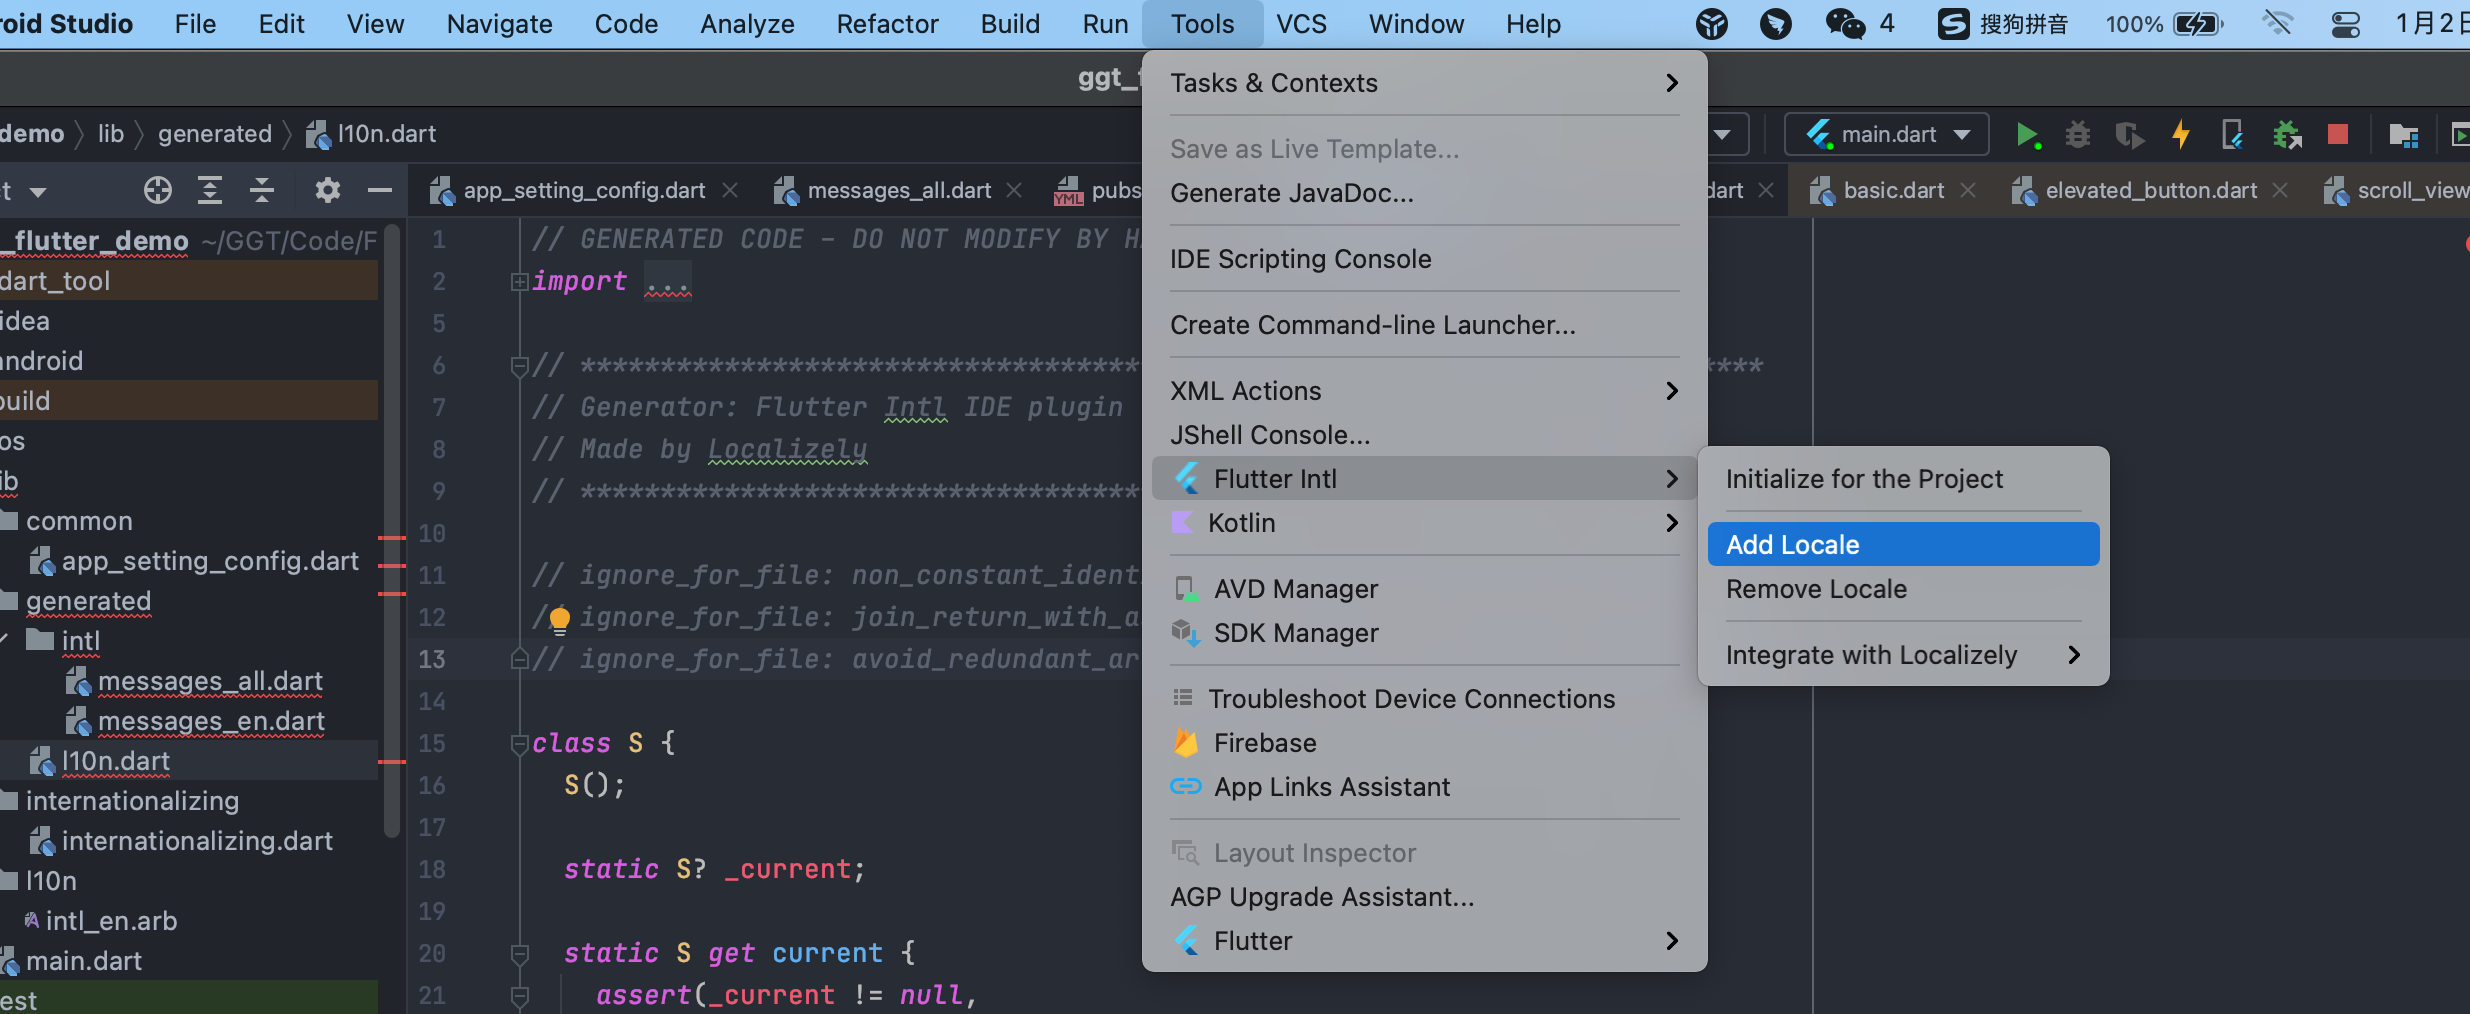 oid Studio File Edit View Navigate Code Analyze Refactor Build Run Tools VCS Window Help 4 搜狗拼音 100% 1月2日
ggt_f
demo lib generated l10n.dart main.dart
t app_setting_config.dart messages_all.dart YML pubs dart basic.dart elevated_button.dart scroll_view
_flutter_demo ~/GGT/Code/F
dart_tool
idea
android
build
os
ib
common
app_setting_config.dart
generated
intl
messages_all.dart
messages_en.dart
l10n.dart
internationalizing
internationalizing.dart
l10n
intl_en.arb
main.dart
est
1 // GENERATED CODE - DO NOT MODIFY BY HA
2 import ...
5
6 // *********************************** ****
7 // Generator: Flutter Intl IDE plugin
8 // Made by Localizely
9 // ***********************************
10
11 // ignore_for_file: non_constant_identi
12 // ignore_for_file: join_return_with_a
13 // ignore_for_file: avoid_redundant_ar
14
15 class S {
16 S();
17
18 static S? _current;
19
20 static S get current {
21 assert(_current != null,
Tasks & Contexts
Save as Live Template...
Generate JavaDoc...
IDE Scripting Console
Create Command-line Launcher...
XML Actions
JShell Console...
Flutter Intl
Kotlin
AVD Manager
SDK Manager
Troubleshoot Device Connections
Firebase
App Links Assistant
Layout Inspector
AGP Upgrade Assistant...
Flutter
Initialize for the Project
Add Locale
Remove Locale
Integrate with Localizely